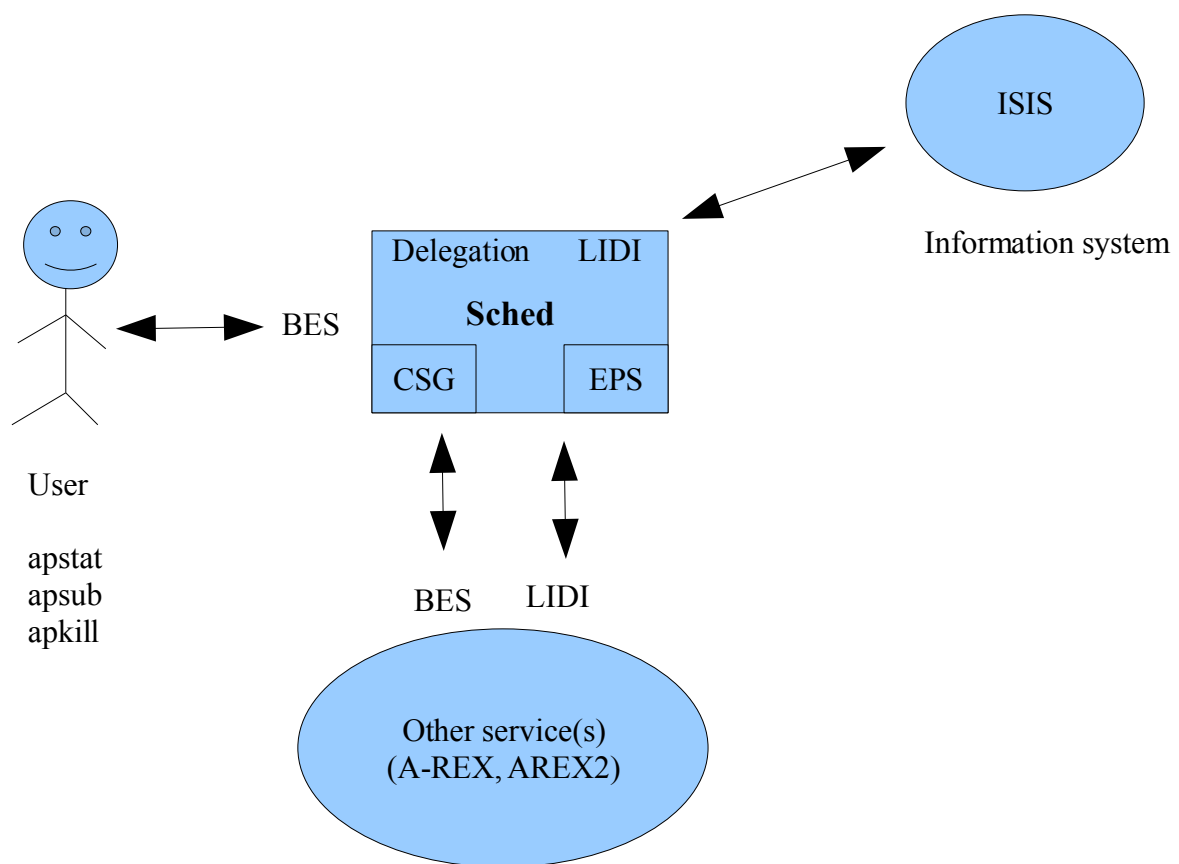 ISIS
Information system
Delegation LIDI
Sched
BES
CSG EPS
User
apstat
apsub
apkill
BES LIDI
Other service(s)
(A-REX, AREX2)